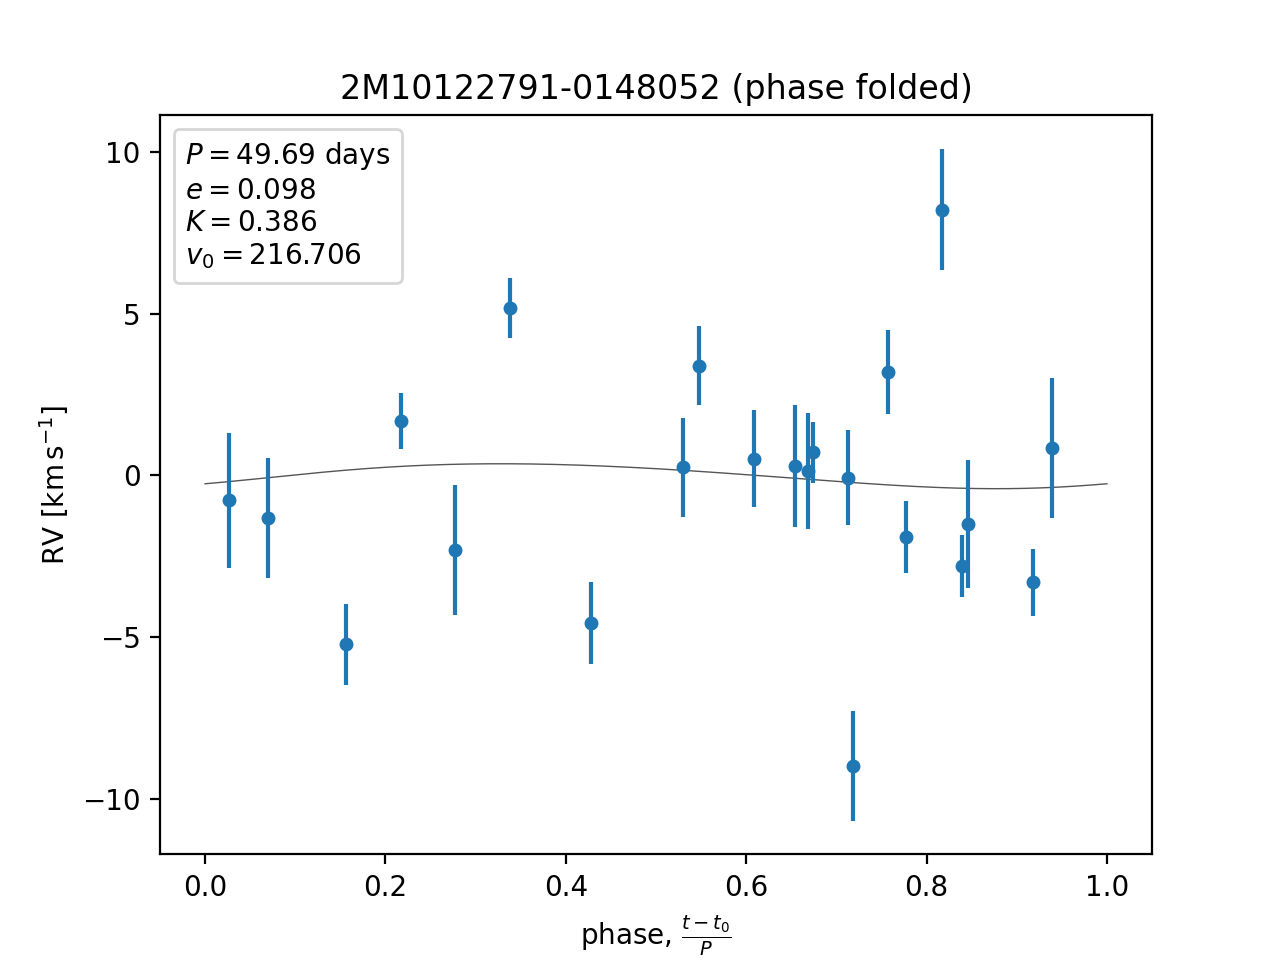 2M10122791-0148052 (phase folded)
P = 49.69 days
e = 0.098
K = 0.386
v₀ = 216.706
10
5
0
−5
−10
RV [km s⁻¹]
0.0 0.2 0.4 0.6 0.8 1.0
phase, (t − t₀)/P